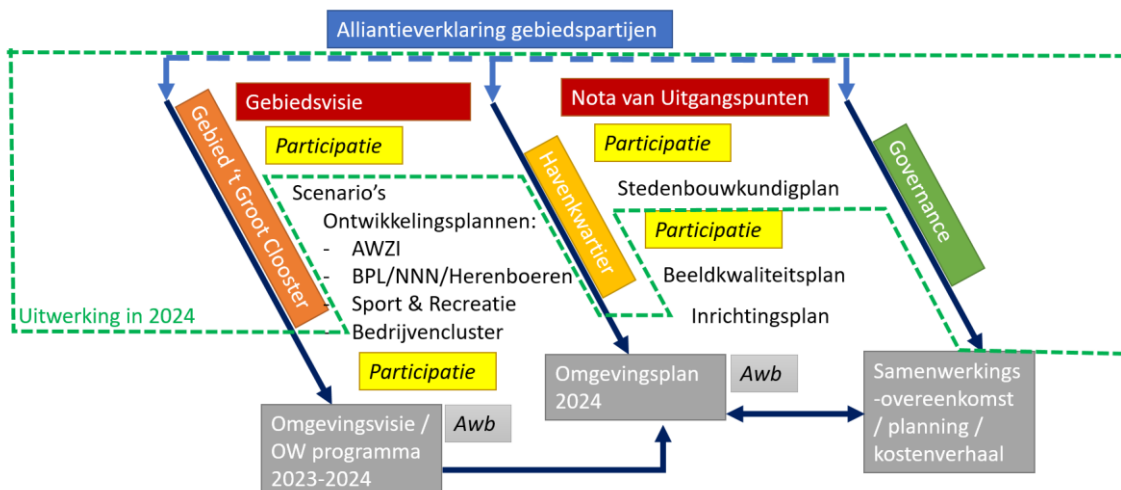 Alliantieverklaring gebiedspartijen
Gebiedsvisie
Participatie
Gebied ‘t Groot Clooster
Scenario’s
Ontwikkelingsplannen:
- AWZI
- BPL/NNN/Herenboeren
- Sport & Recreatie
- Bedrijvencluster
Participatie
Uitwerking in 2024
Omgevingsvisie /
OW programma
2023-2024
Awb
Nota van Uitgangspunten
Participatie
Havenkwartier
Stedenbouwkundigplan
Participatie
Beeldkwaliteitsplan
Inrichtingsplan
Omgevingsplan
2024
Awb
Governance
Samenwerkings
-overeenkomst
/ planning /
kostenverhaal